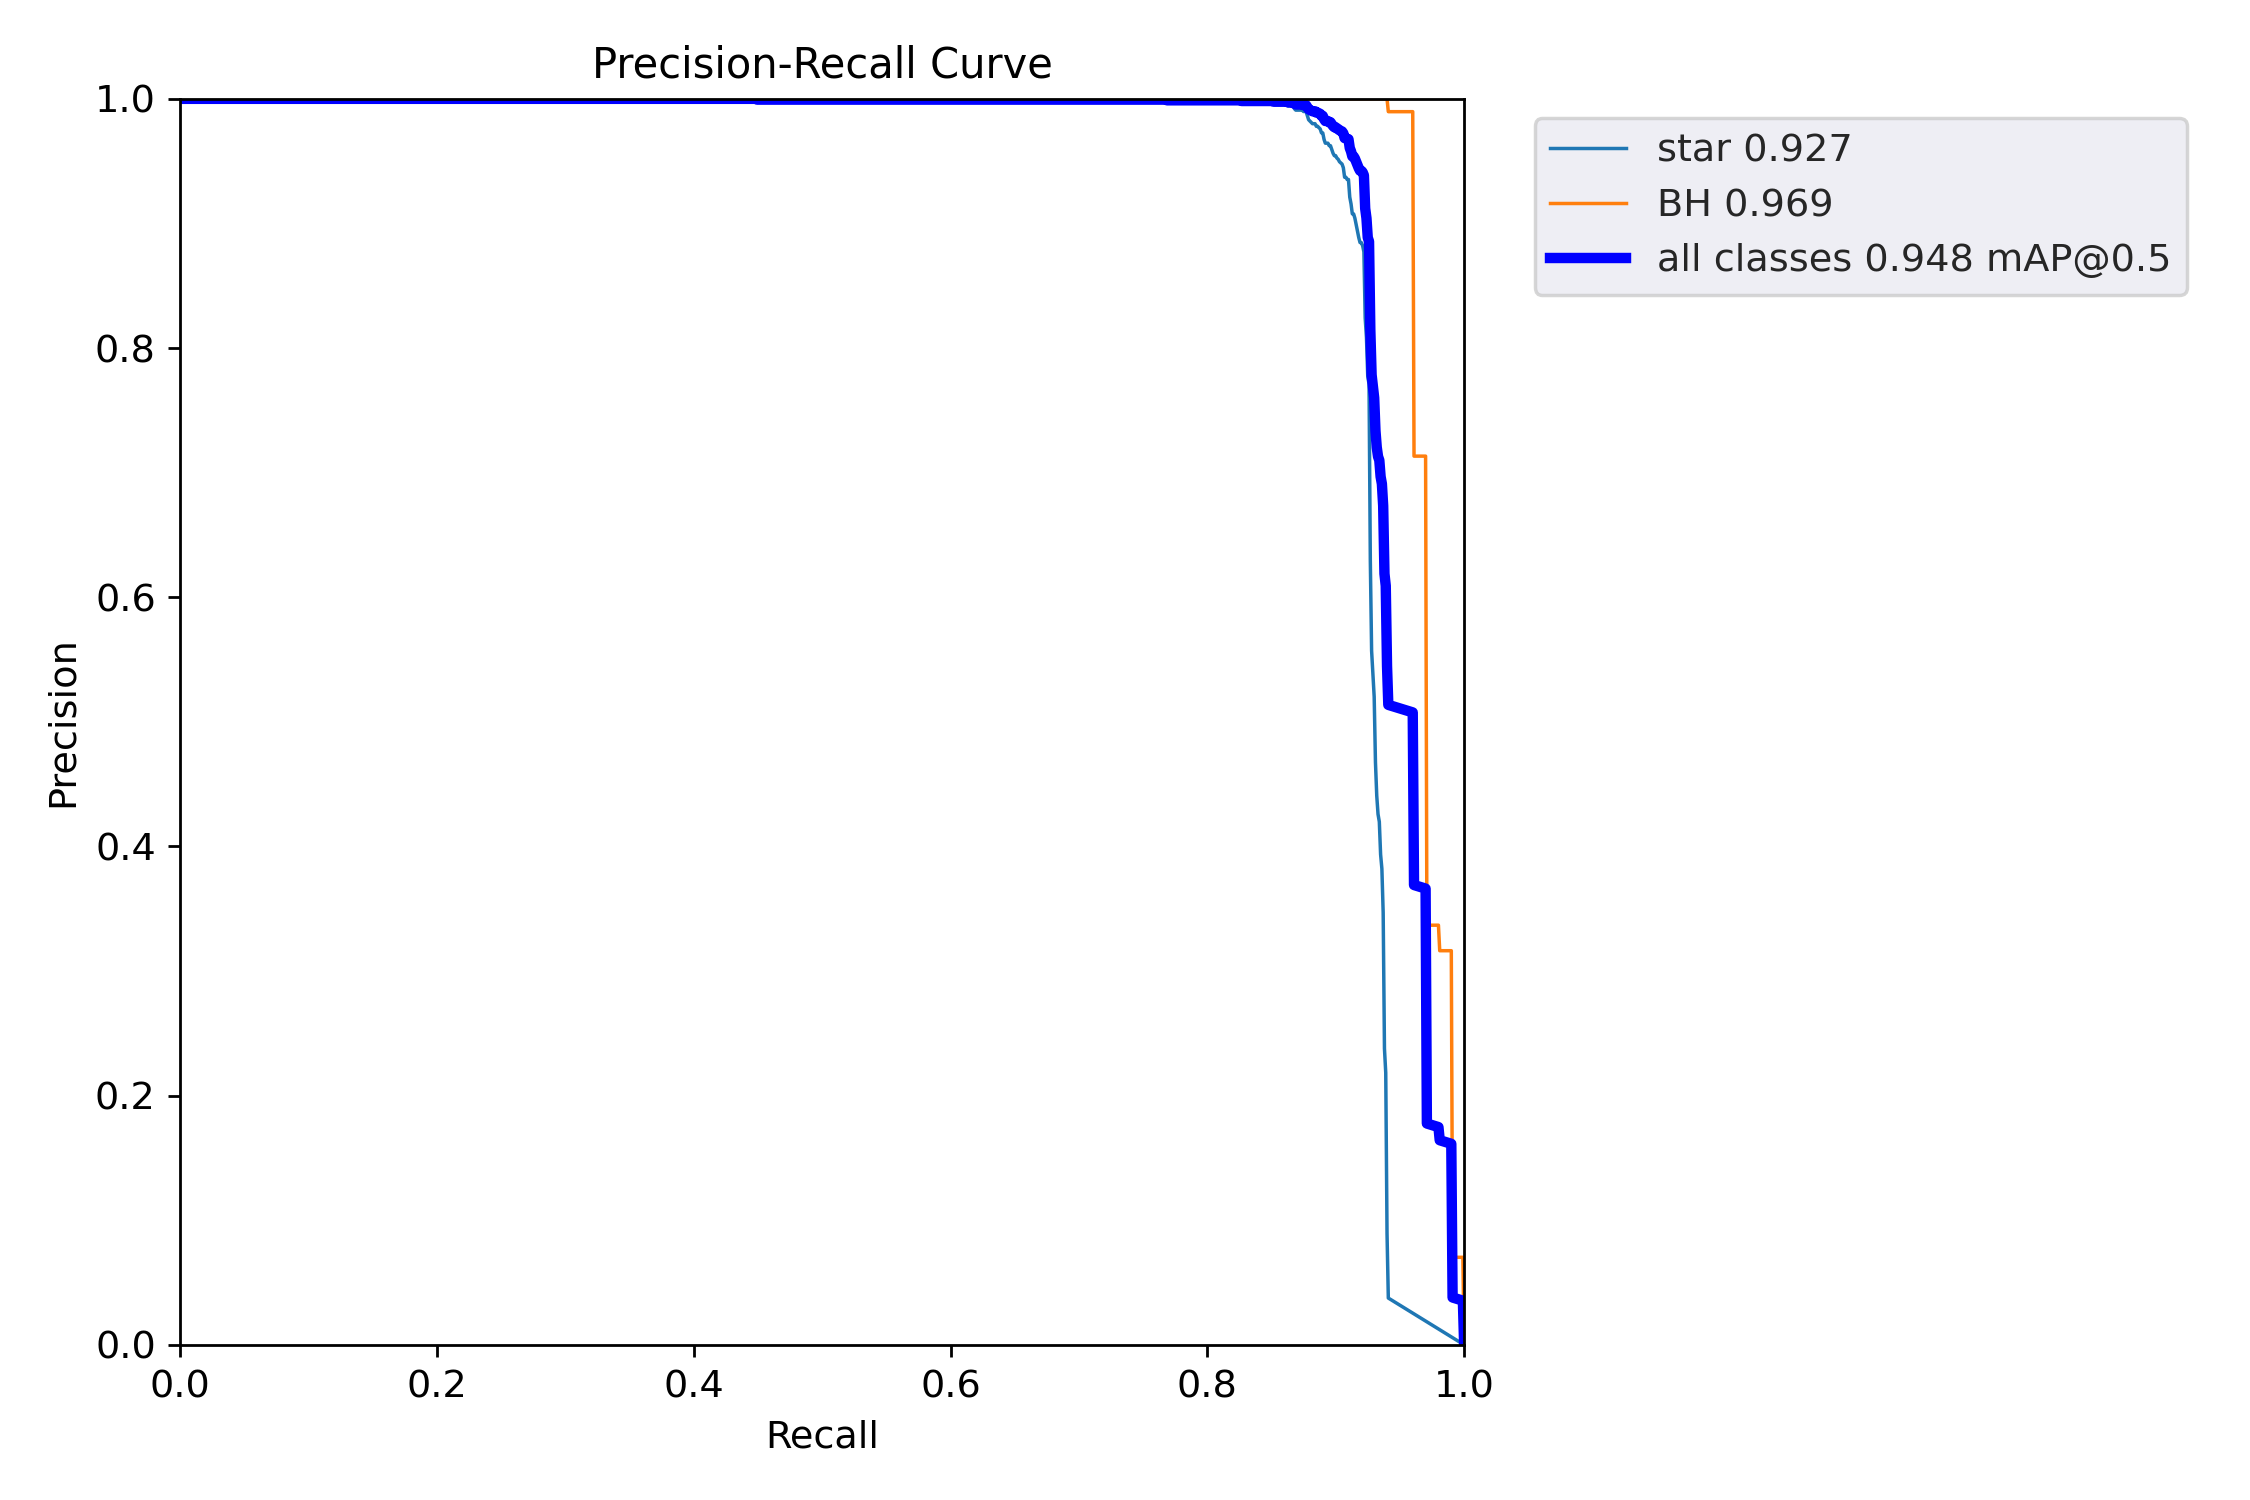 Precision-Recall Curve
1.0
0.8
0.6
0.4
0.2
0.0
Precision
0.0 0.2 0.4 0.6 0.8 1.0
Recall
star 0.927
BH 0.969
all classes 0.948 mAP@0.5